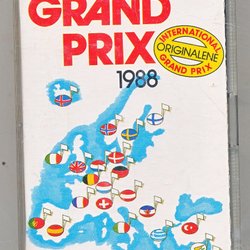 GRAND
PRIX
1988
INTERNATIONAL
ORIGINALENE
GRAND PRIX